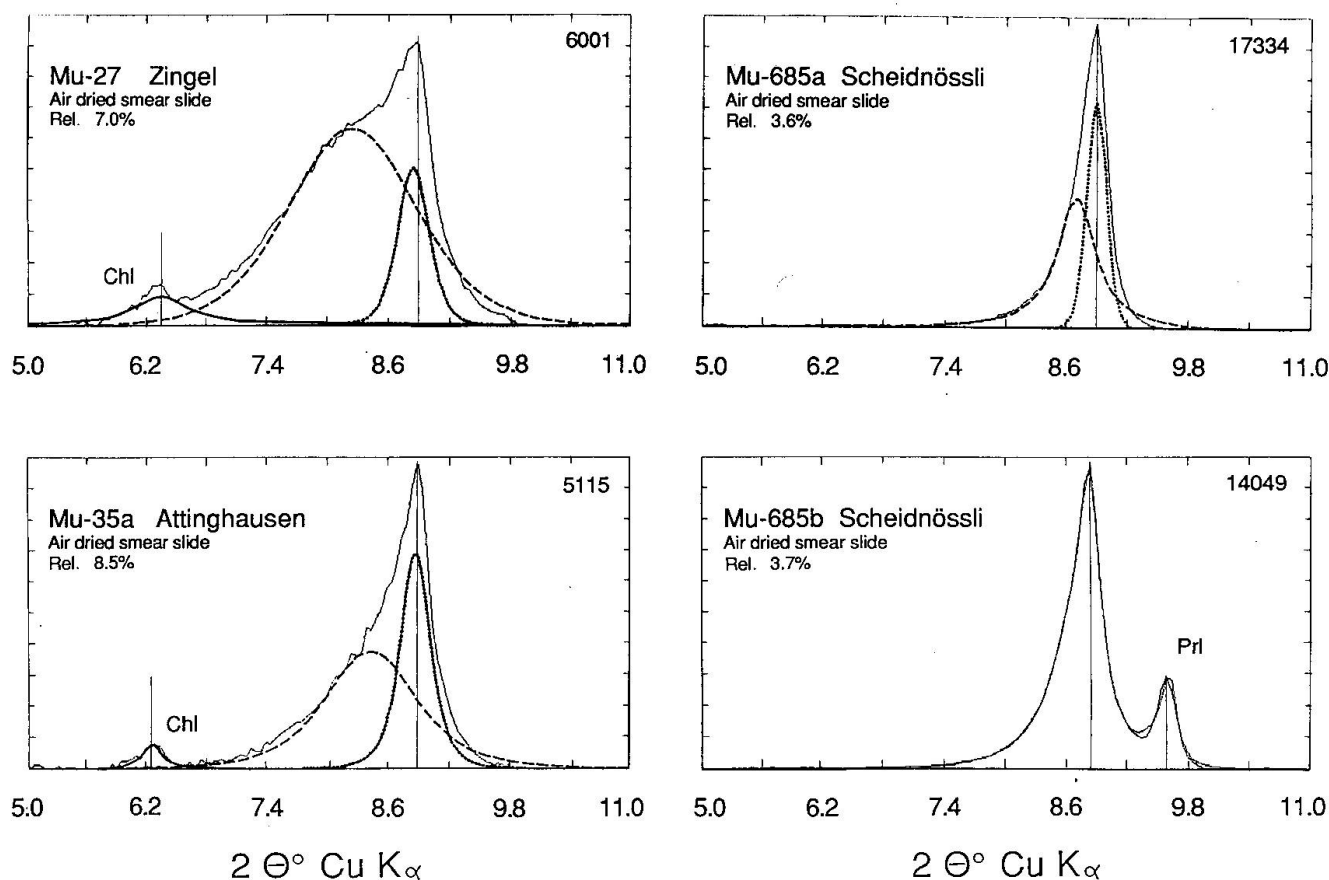 6001
Mu-27 Zingel
Air dried smear slide
Rel. 7.0%
Chl
5.0 6.2 7.4 8.6 9.8 11.0
17334
Mu-685a Scheidnössli
Air dried smear slide
Rel. 3.6%
5.0 6.2 7.4 8.6 9.8 11.0
5115
Mu-35a Attinghausen
Air dried smear slide
Rel. 8.5%
Chl
5.0 6.2 7.4 8.6 9.8 11.0
2 Θ° Cu Kα
14049
Mu-685b Scheidnössli
Air dried smear slide
Rel. 3.7%
Prl
5.0 6.2 7.4 8.6 9.8 11.0
2 Θ° Cu Kα